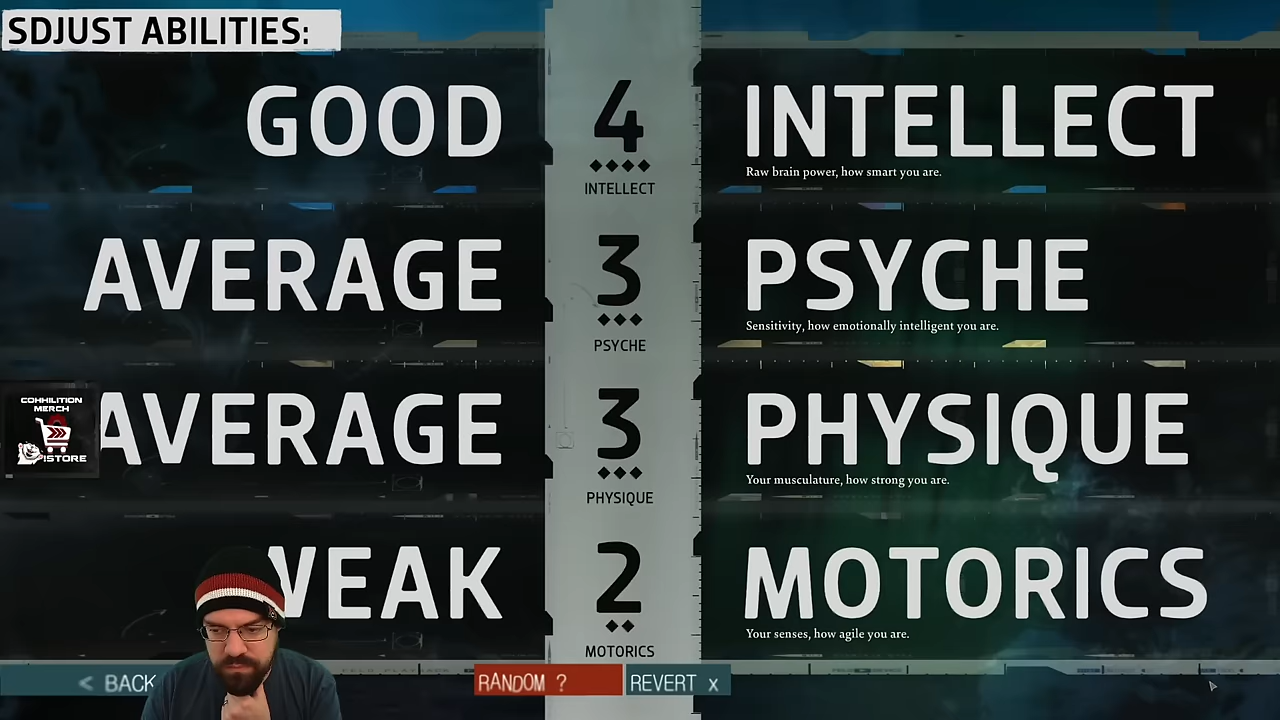 SDJUST ABILITIES:
GOOD
4
INTELLECT
INTELLECT
Raw brain power, how smart you are.
AVERAGE
3
PSYCHE
PSYCHE
Sensitivity, how emotionally intelligent you are.
AVERAGE
3
PHYSIQUE
PHYSIQUE
Your musculature, how strong you are.
COHHILITION
MERCH
STORE
WEAK
2
MOTORICS
MOTORICS
Your senses, how agile you are.
< BACK
RANDOM ?
REVERT x